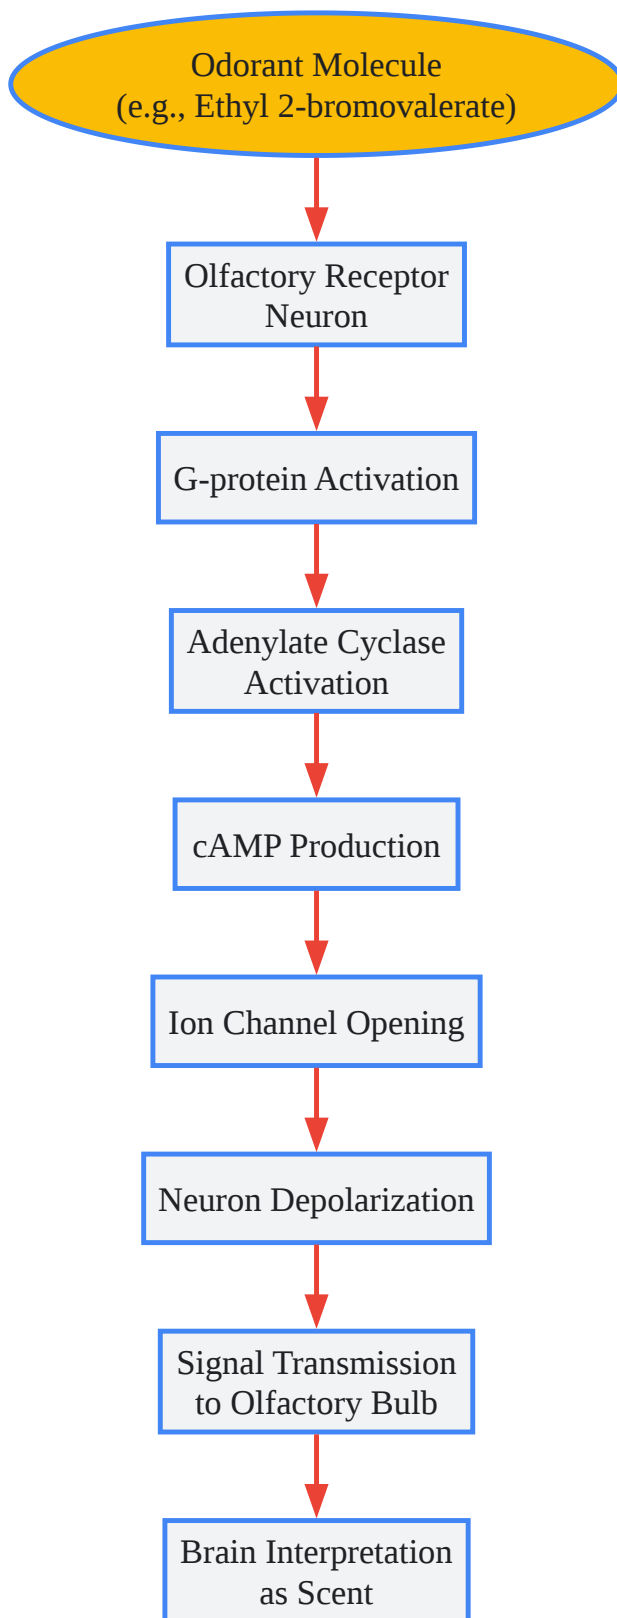 Odorant Molecule
(e.g., Ethyl 2-bromovalerate)
Olfactory Receptor
Neuron
G-protein Activation
Adenylate Cyclase
Activation
cAMP Production
Ion Channel Opening
Neuron Depolarization
Signal Transmission
to Olfactory Bulb
Brain Interpretation
as Scent